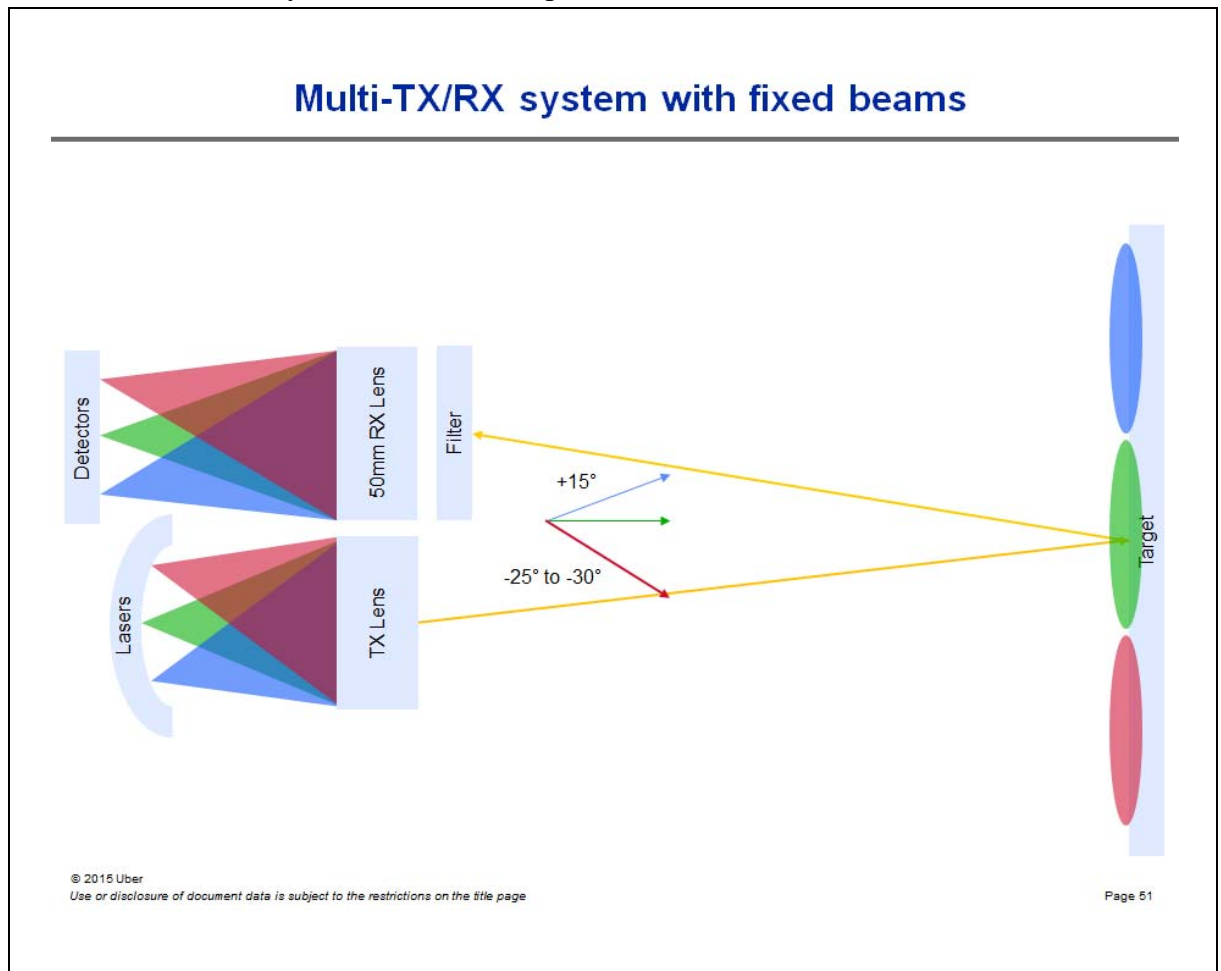 Multi-TX/RX system with fixed beams
Detectors
50mm RX Lens
Filter
+15°
-25° to -30°
Target
Lasers
TX Lens
© 2015 Uber
Use or disclosure of document data is subject to the restrictions on the title page
Page 51